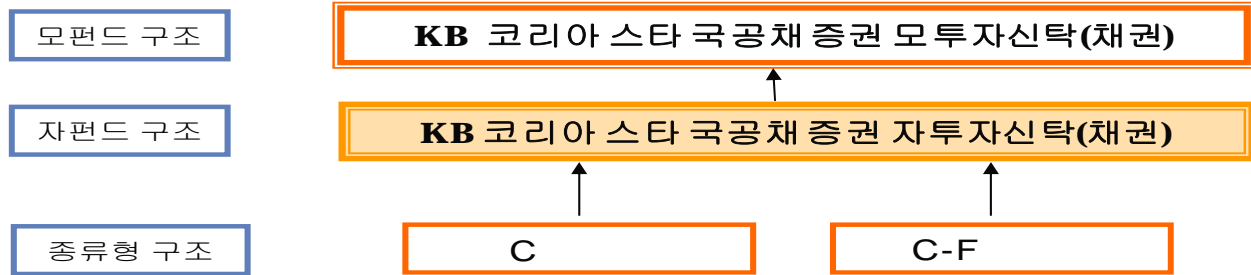 모펀드 구조
KB 코리아 스타 국공채 증권 모투자신탁(채권)
자펀드 구조
KB 코리아 스타 국공채 증권 자투자신탁(채권)
종류형 구조
C
C-F